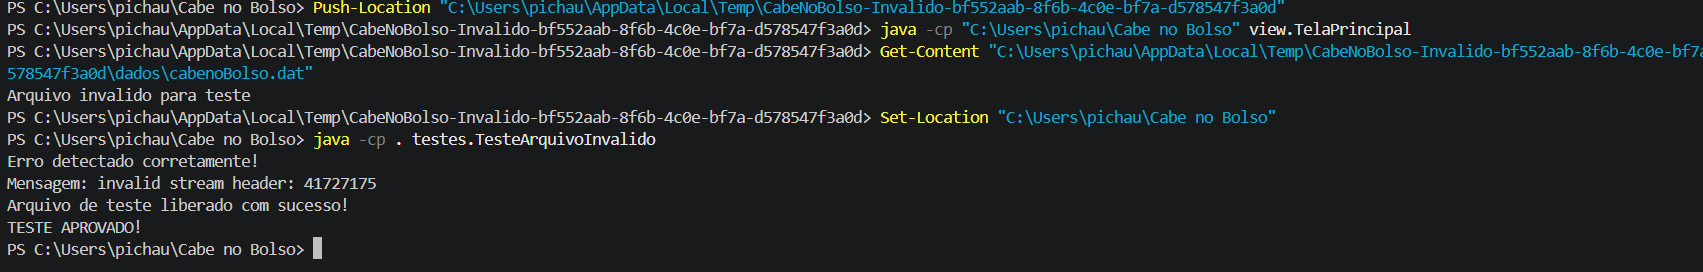 PS C:\Users\pichau\Cabe no Bolso> Push-Location "C:\Users\pichau\AppData\Local\Temp\CabeNoBolso-Invalido-bf552aab-8f6b-4c0e-bf7a-d578547f3a0d"
PS C:\Users\pichau\AppData\Local\Temp\CabeNoBolso-Invalido-bf552aab-8f6b-4c0e-bf7a-d578547f3a0d> java -cp "C:\Users\pichau\Cabe no Bolso" view.TelaPrincipal
PS C:\Users\pichau\AppData\Local\Temp\CabeNoBolso-Invalido-bf552aab-8f6b-4c0e-bf7a-d578547f3a0d> Get-Content "C:\Users\pichau\AppData\Local\Temp\CabeNoBolso-Invalido-bf552aab-8f6b-4c0e-bf7a
578547f3a0d\dados\cabenoBolso.dat"
Arquivo invalido para teste
PS C:\Users\pichau\AppData\Local\Temp\CabeNoBolso-Invalido-bf552aab-8f6b-4c0e-bf7a-d578547f3a0d> Set-Location "C:\Users\pichau\Cabe no Bolso"
PS C:\Users\pichau\Cabe no Bolso> java -cp . testes.TesteArquivoInvalido
Erro detectado corretamente!
Mensagem: invalid stream header: 41727175
Arquivo de teste liberado com sucesso!
TESTE APROVADO!
PS C:\Users\pichau\Cabe no Bolso>